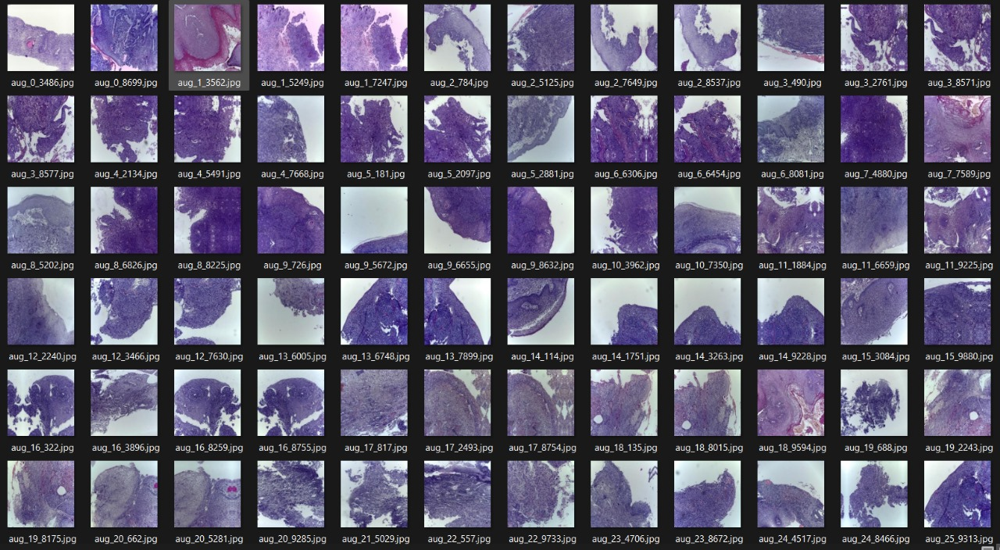 aug_0_3486.jpg aug_0_8699.jpg aug_1_3562.jpg aug_1_5249.jpg aug_1_7247.jpg aug_2_784.jpg aug_2_5125.jpg aug_2_7649.jpg aug_2_8537.jpg aug_3_490.jpg aug_3_2761.jpg aug_3_8571.jpg
aug_3_8577.jpg aug_4_2134.jpg aug_4_5491.jpg aug_4_7668.jpg aug_5_181.jpg aug_5_2097.jpg aug_5_2881.jpg aug_6_6306.jpg aug_6_6454.jpg aug_6_8081.jpg aug_7_4880.jpg aug_7_7589.jpg
aug_8_5202.jpg aug_8_6826.jpg aug_8_8225.jpg aug_9_726.jpg aug_9_5672.jpg aug_9_6655.jpg aug_9_8632.jpg aug_10_3962.jpg aug_10_7350.jpg aug_11_1884.jpg aug_11_6659.jpg aug_11_9225.jpg
aug_12_2240.jpg aug_12_3466.jpg aug_12_7630.jpg aug_13_6005.jpg aug_13_6748.jpg aug_13_7899.jpg aug_14_114.jpg aug_14_1751.jpg aug_14_3263.jpg aug_14_9228.jpg aug_15_3084.jpg aug_15_9880.jpg
aug_16_322.jpg aug_16_3896.jpg aug_16_8259.jpg aug_16_8755.jpg aug_17_817.jpg aug_17_2493.jpg aug_17_8754.jpg aug_18_135.jpg aug_18_8015.jpg aug_18_9594.jpg aug_19_688.jpg aug_19_2243.jpg
aug_19_8175.jpg aug_20_662.jpg aug_20_5281.jpg aug_20_9285.jpg aug_21_5029.jpg aug_22_557.jpg aug_22_9733.jpg aug_23_4706.jpg aug_23_8672.jpg aug_24_4517.jpg aug_24_8466.jpg aug_25_9313.jpg